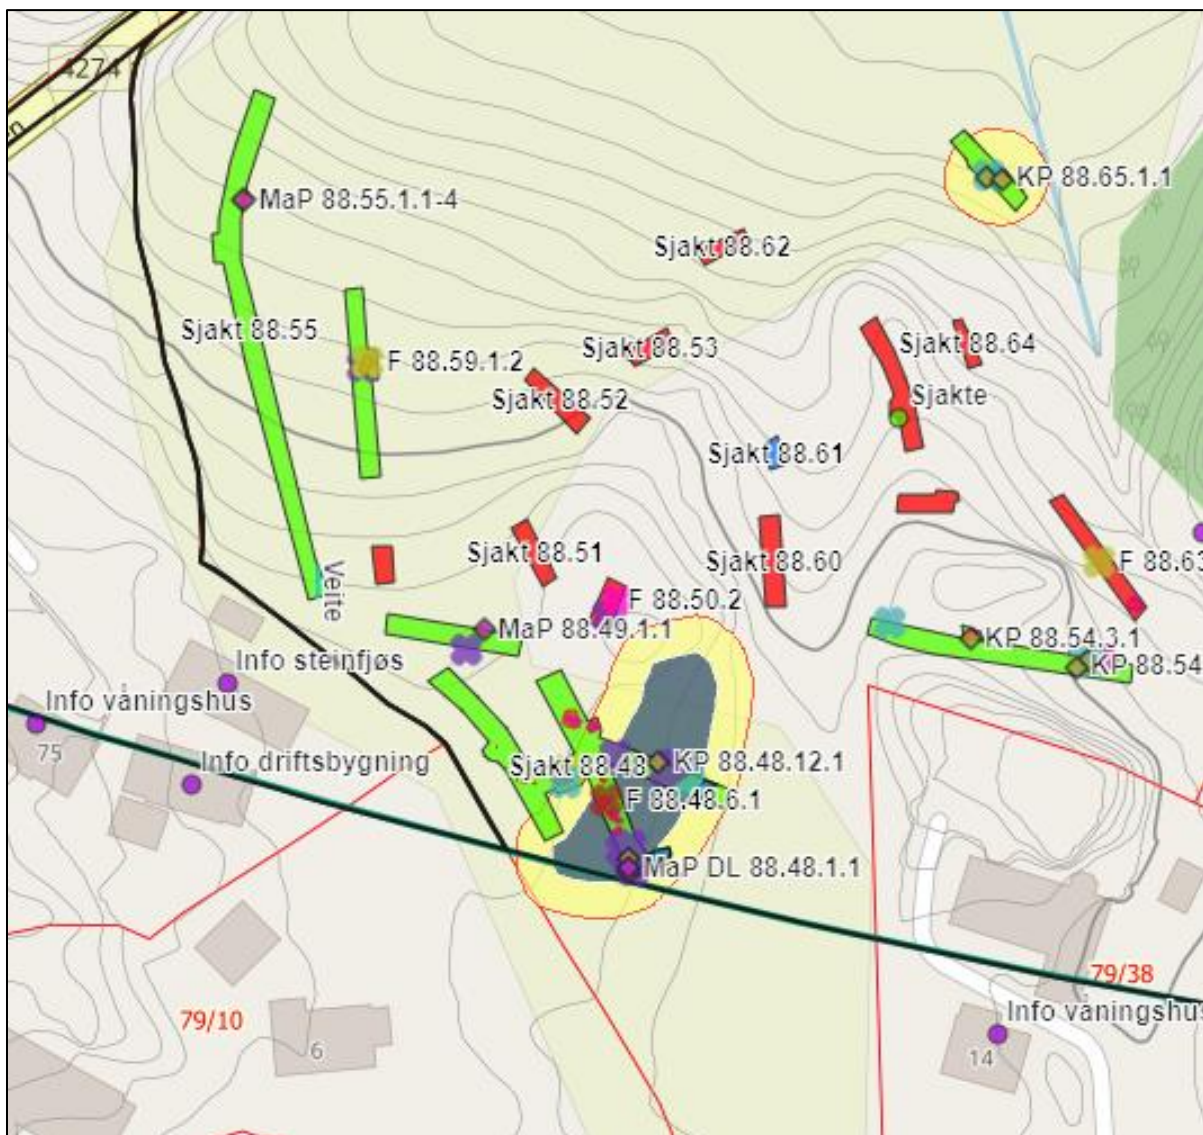 4274
n
MaP 88.55.1.1-4
KP 88.65.1.1
Sjakt 88.62
Sjakt 88.55
F 88.59.1.2
Sjakt 88.53
Sjakt 88.64
Sjakt 88.52
Sjakte
Sjakt 88.61
Sjakt 88.51
Sjakt 88.60
F 88.63
Veite
F 88.50.2
MaP 88.49.1.1
KP 88.54.3.1
Info steinfjøs
KP 88.54
Info våningshus
75
Info driftsbygning
Sjakt 88.48
KP 88.48.12.1
F 88.48.6.1
MaP DL 88.48.1.1
79/38
79/10
Info våningshus
6
14